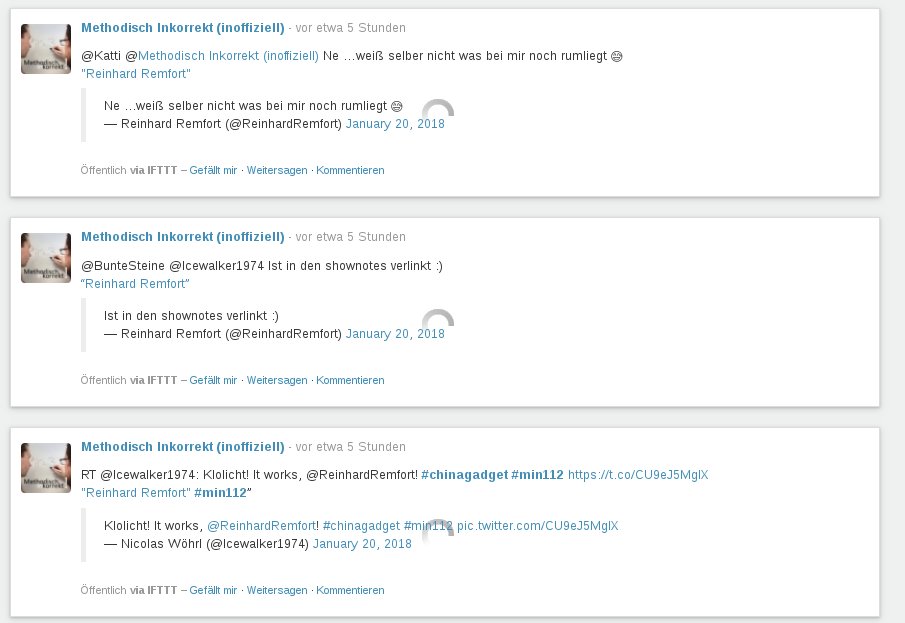 Methodisch Inkorrekt (inoffiziell) - vor etwa 5 Stunden
@Katti @Methodisch Inkorrekt (inoffiziell) Ne ...weiß selber nicht was bei mir noch rumliegt 😅
"Reinhard Remfort"
Ne ...weiß selber nicht was bei mir noch rumliegt 😅
— Reinhard Remfort (@ReinhardRemfort) January 20, 2018
Öffentlich via IFTTT – Gefällt mir · Weitersagen · Kommentieren
Methodisch Inkorrekt (inoffiziell) - vor etwa 5 Stunden
@BunteSteine @Icewalker1974 Ist in den shownotes verlinkt :)
“Reinhard Remfort”
Ist in den shownotes verlinkt :)
— Reinhard Remfort (@ReinhardRemfort) January 20, 2018
Öffentlich via IFTTT – Gefällt mir · Weitersagen · Kommentieren
Methodisch Inkorrekt (inoffiziell) - vor etwa 5 Stunden
RT @Icewalker1974: Klolicht! It works, @ReinhardRemfort! #chinagadget #min112 https://t.co/CU9eJ5MgIX
"Reinhard Remfort" #min112”
Klolicht! It works, @ReinhardRemfort! #chinagadget #min112 pic.twitter.com/CU9eJ5MgIX
— Nicolas Wöhrl (@Icewalker1974) January 20, 2018
Öffentlich via IFTTT – Gefällt mir · Weitersagen · Kommentieren